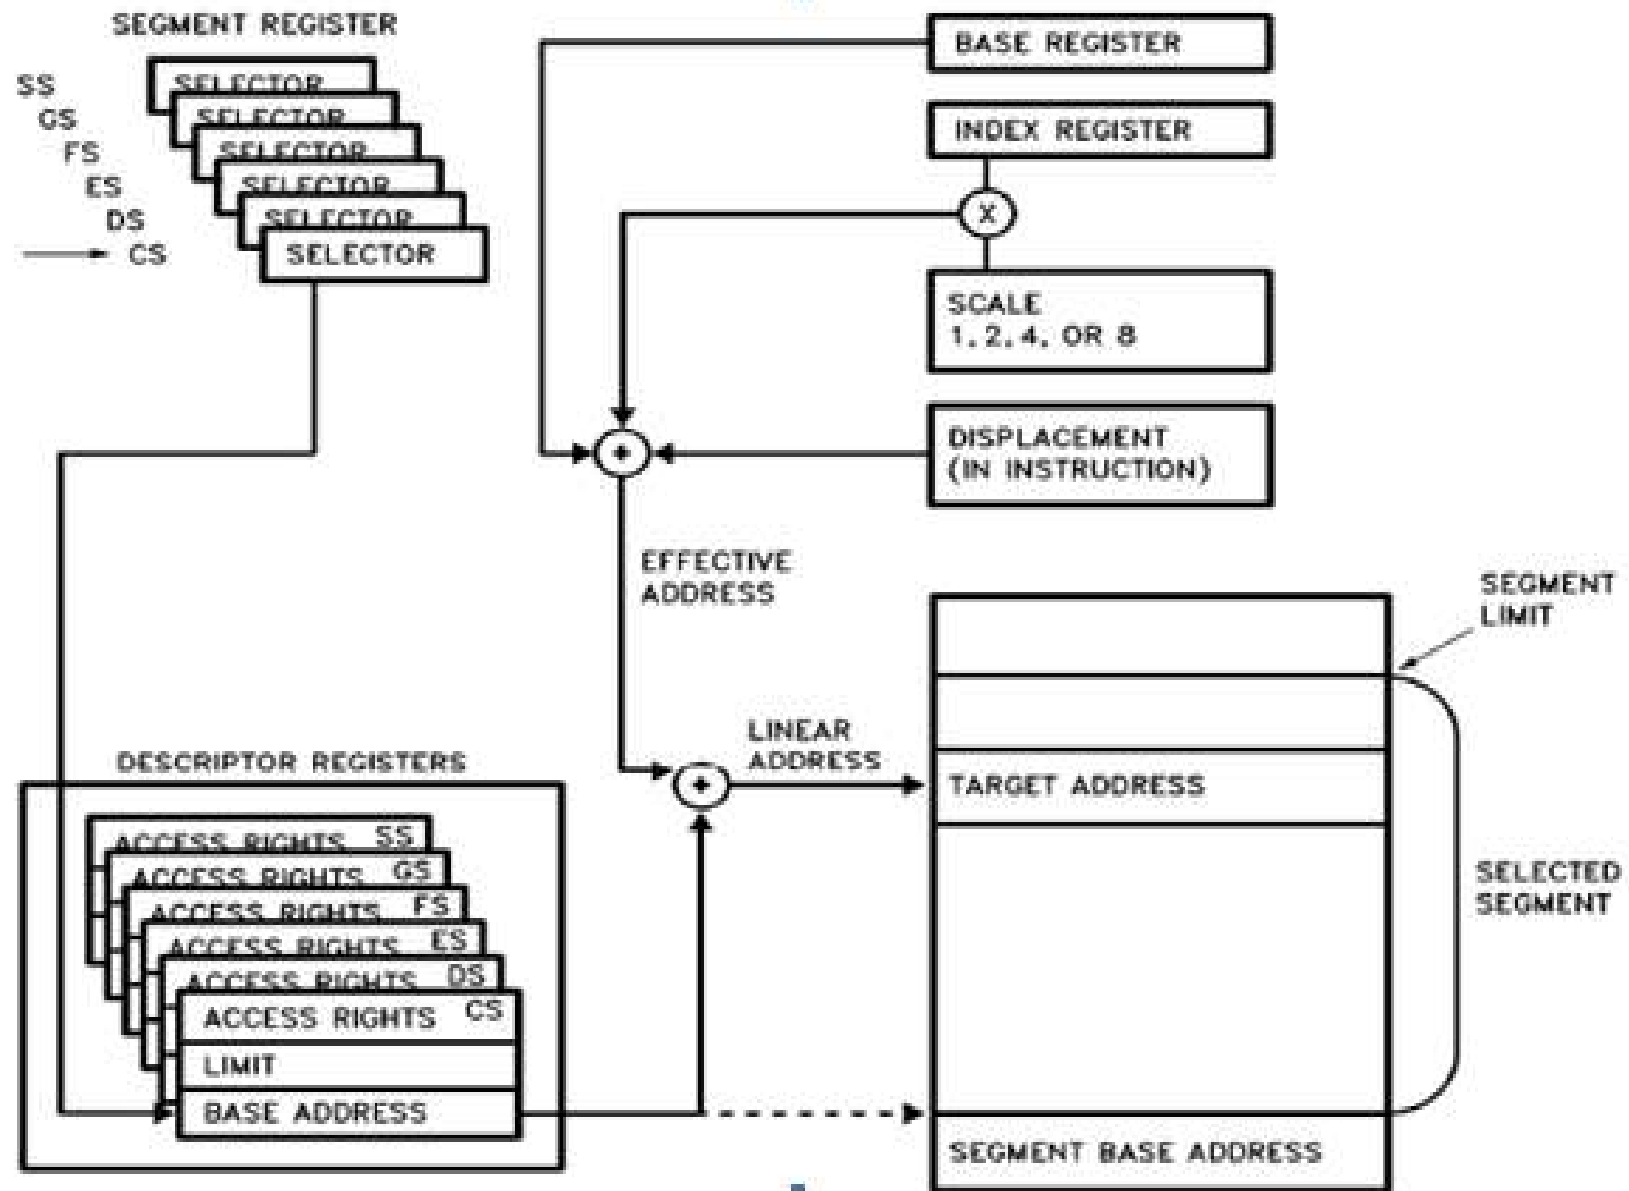 SEGMENT REGISTER
SS
GS
FS
ES
DS
CS
SELECTOR
SELECTOR
SELECTOR
SELECTOR
SELECTOR
SELECTOR
BASE REGISTER
INDEX REGISTER
X
SCALE
1, 2, 4, OR 8
+
DISPLACEMENT
(IN INSTRUCTION)
EFFECTIVE
ADDRESS
SEGMENT
LIMIT
LINEAR
ADDRESS
+
TARGET ADDRESS
SELECTED
SEGMENT
SEGMENT BASE ADDRESS
DESCRIPTOR REGISTERS
ACCESS RIGHTS SS
ACCESS RIGHTS GS
ACCESS RIGHTS FS
ACCESS RIGHTS ES
ACCESS RIGHTS DS
ACCESS RIGHTS CS
LIMIT
BASE ADDRESS